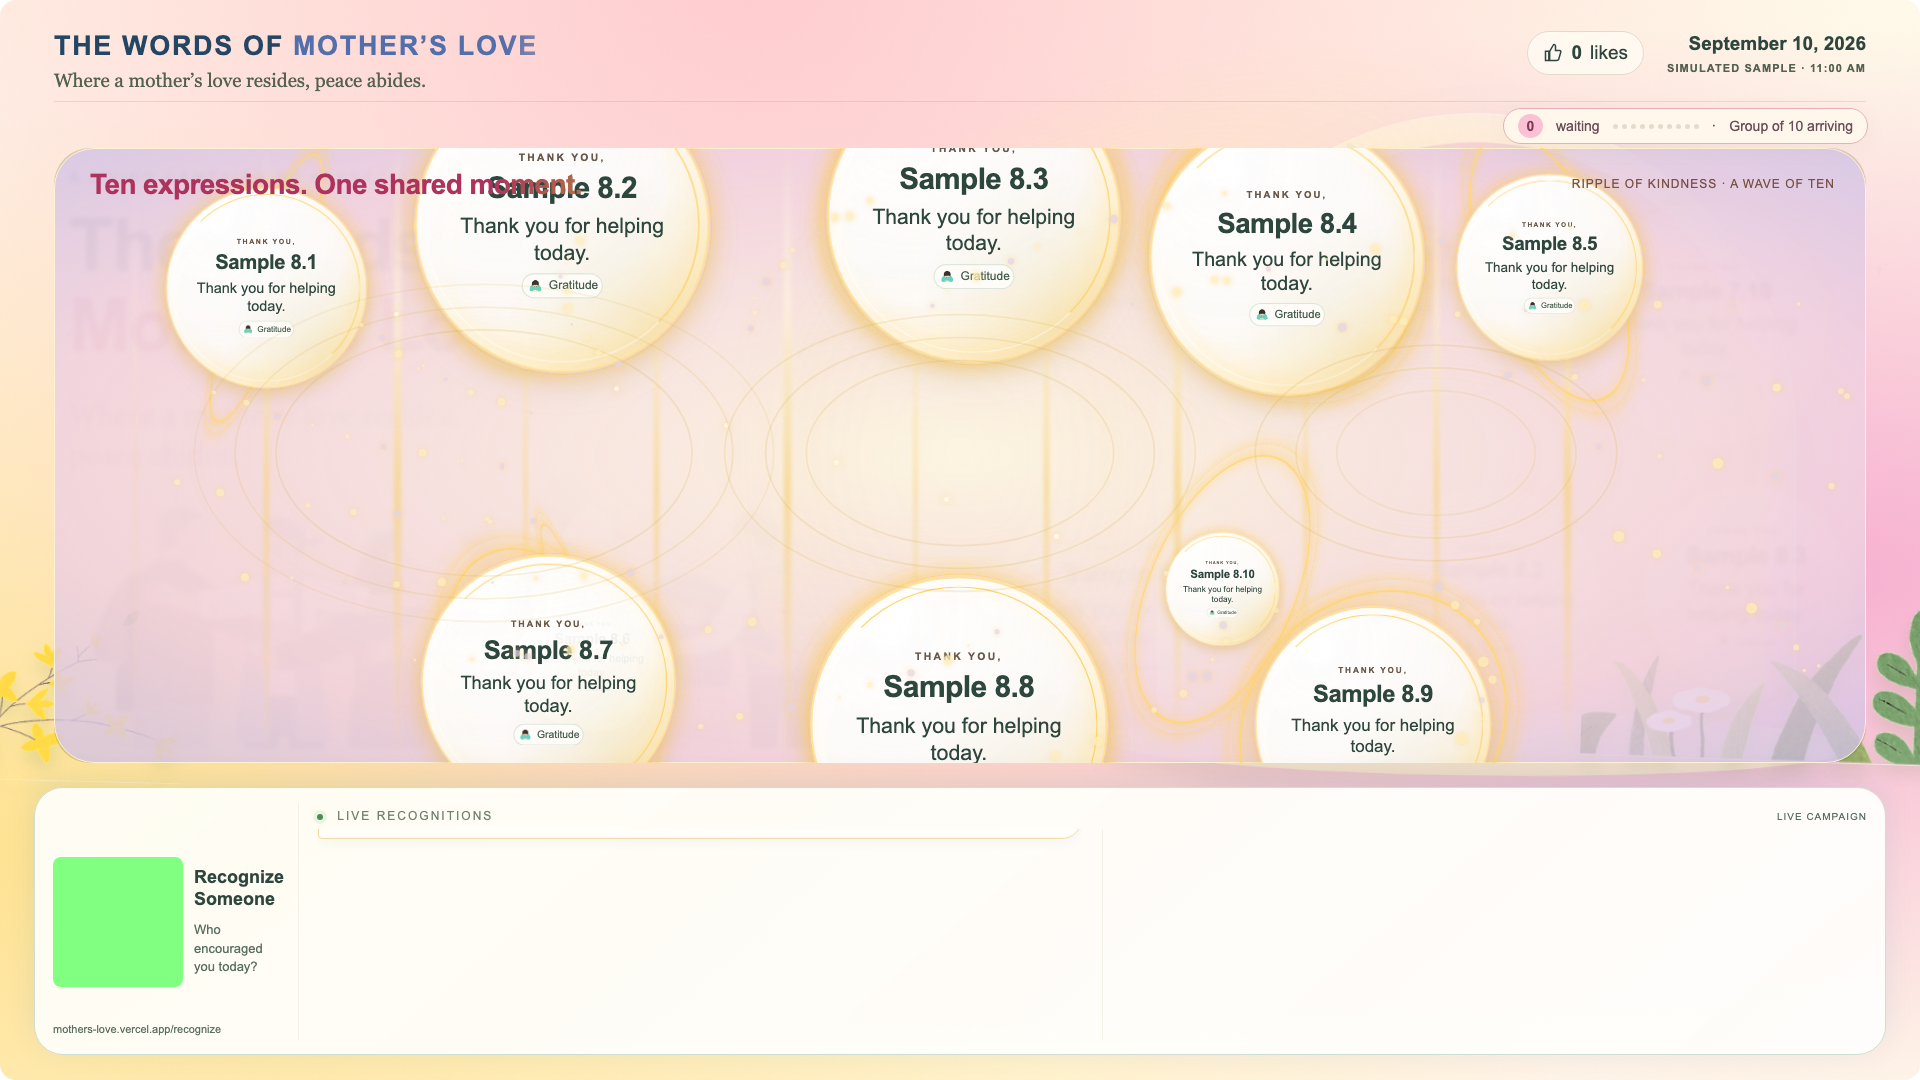 THE WORDS OF MOTHER’S LOVE
Where a mother’s love resides, peace abides.
0 likes
September 10, 2026
SIMULATED SAMPLE · 11:00 AM
0 waiting · Group of 10 arriving
Ten expressions. One shared moment.
RIPPLE OF KINDNESS · A WAVE OF TEN
THANK YOU,
Sample 8.1
Thank you for helping
today.
Gratitude
THANK YOU,
Sample 8.2
Thank you for helping
today.
Gratitude
THANK YOU,
Sample 8.3
Thank you for helping
today.
Gratitude
THANK YOU,
Sample 8.4
Thank you for helping
today.
Gratitude
THANK YOU,
Sample 8.5
Thank you for helping
today.
Gratitude
THANK YOU,
Sample 8.7
Thank you for helping
today.
Gratitude
THANK YOU,
Sample 8.8
Thank you for helping
today.
THANK YOU,
Sample 8.10
Thank you for helping
today.
Gratitude
THANK YOU,
Sample 8.9
Thank you for helping
today.
LIVE RECOGNITIONS
LIVE CAMPAIGN
Recognize
Someone
Who
encouraged
you today?
mothers-love.vercel.app/recognize